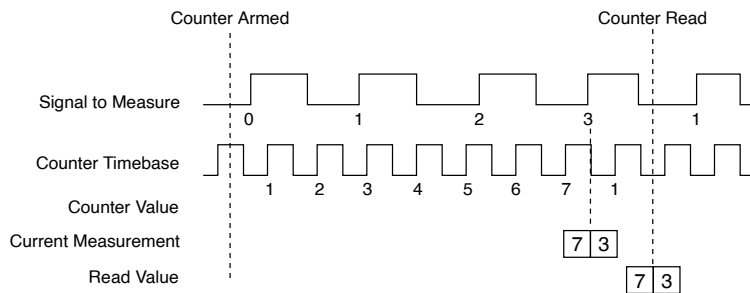 Counter Armed Counter Read
Signal to Measure
0 1 2 3 1
Counter Timebase
1 2 3 4 5 6 7 1
Counter Value
Current Measurement 7 3
Read Value 7 3